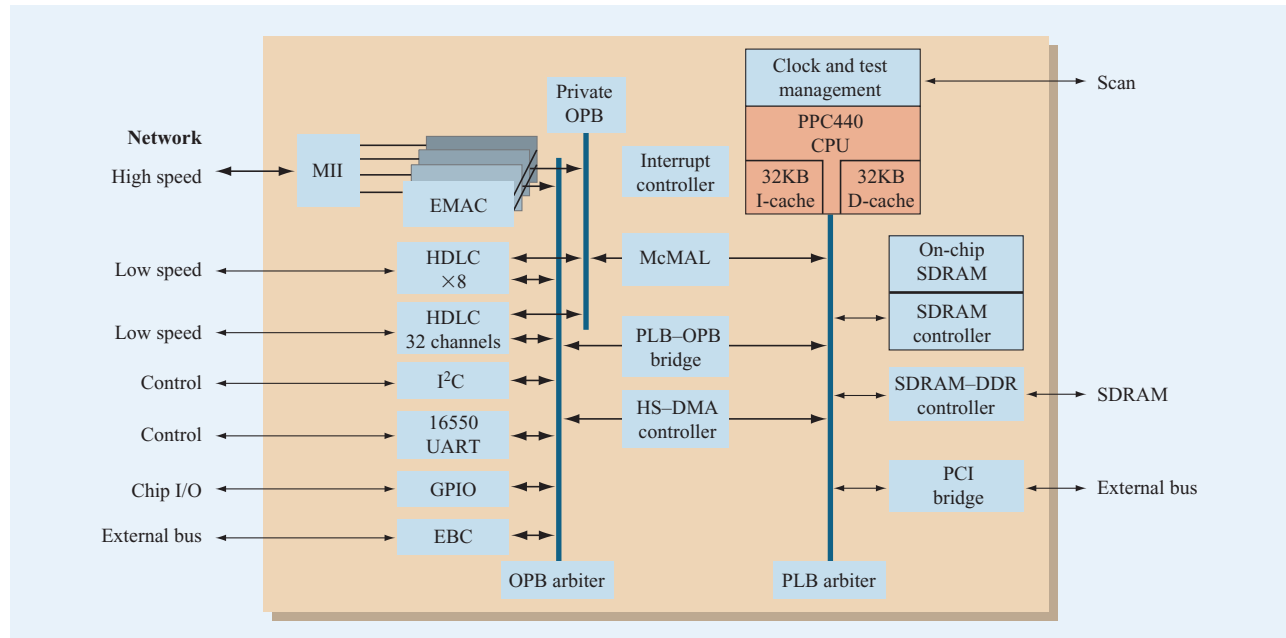 Network
High speed
Low speed
Low speed
Control
Control
Chip I/O
External bus
MII
EMAC
HDLC
×8
HDLC
32 channels
I²C
16550
UART
GPIO
EBC
Private
OPB
OPB arbiter
Interrupt
controller
McMAL
PLB–OPB
bridge
HS–DMA
controller
Clock and test
management
PPC440
CPU
32KB
I-cache
32KB
D-cache
On-chip
SDRAM
SDRAM
controller
SDRAM–DDR
controller
PCI
bridge
PLB arbiter
Scan
SDRAM
External bus